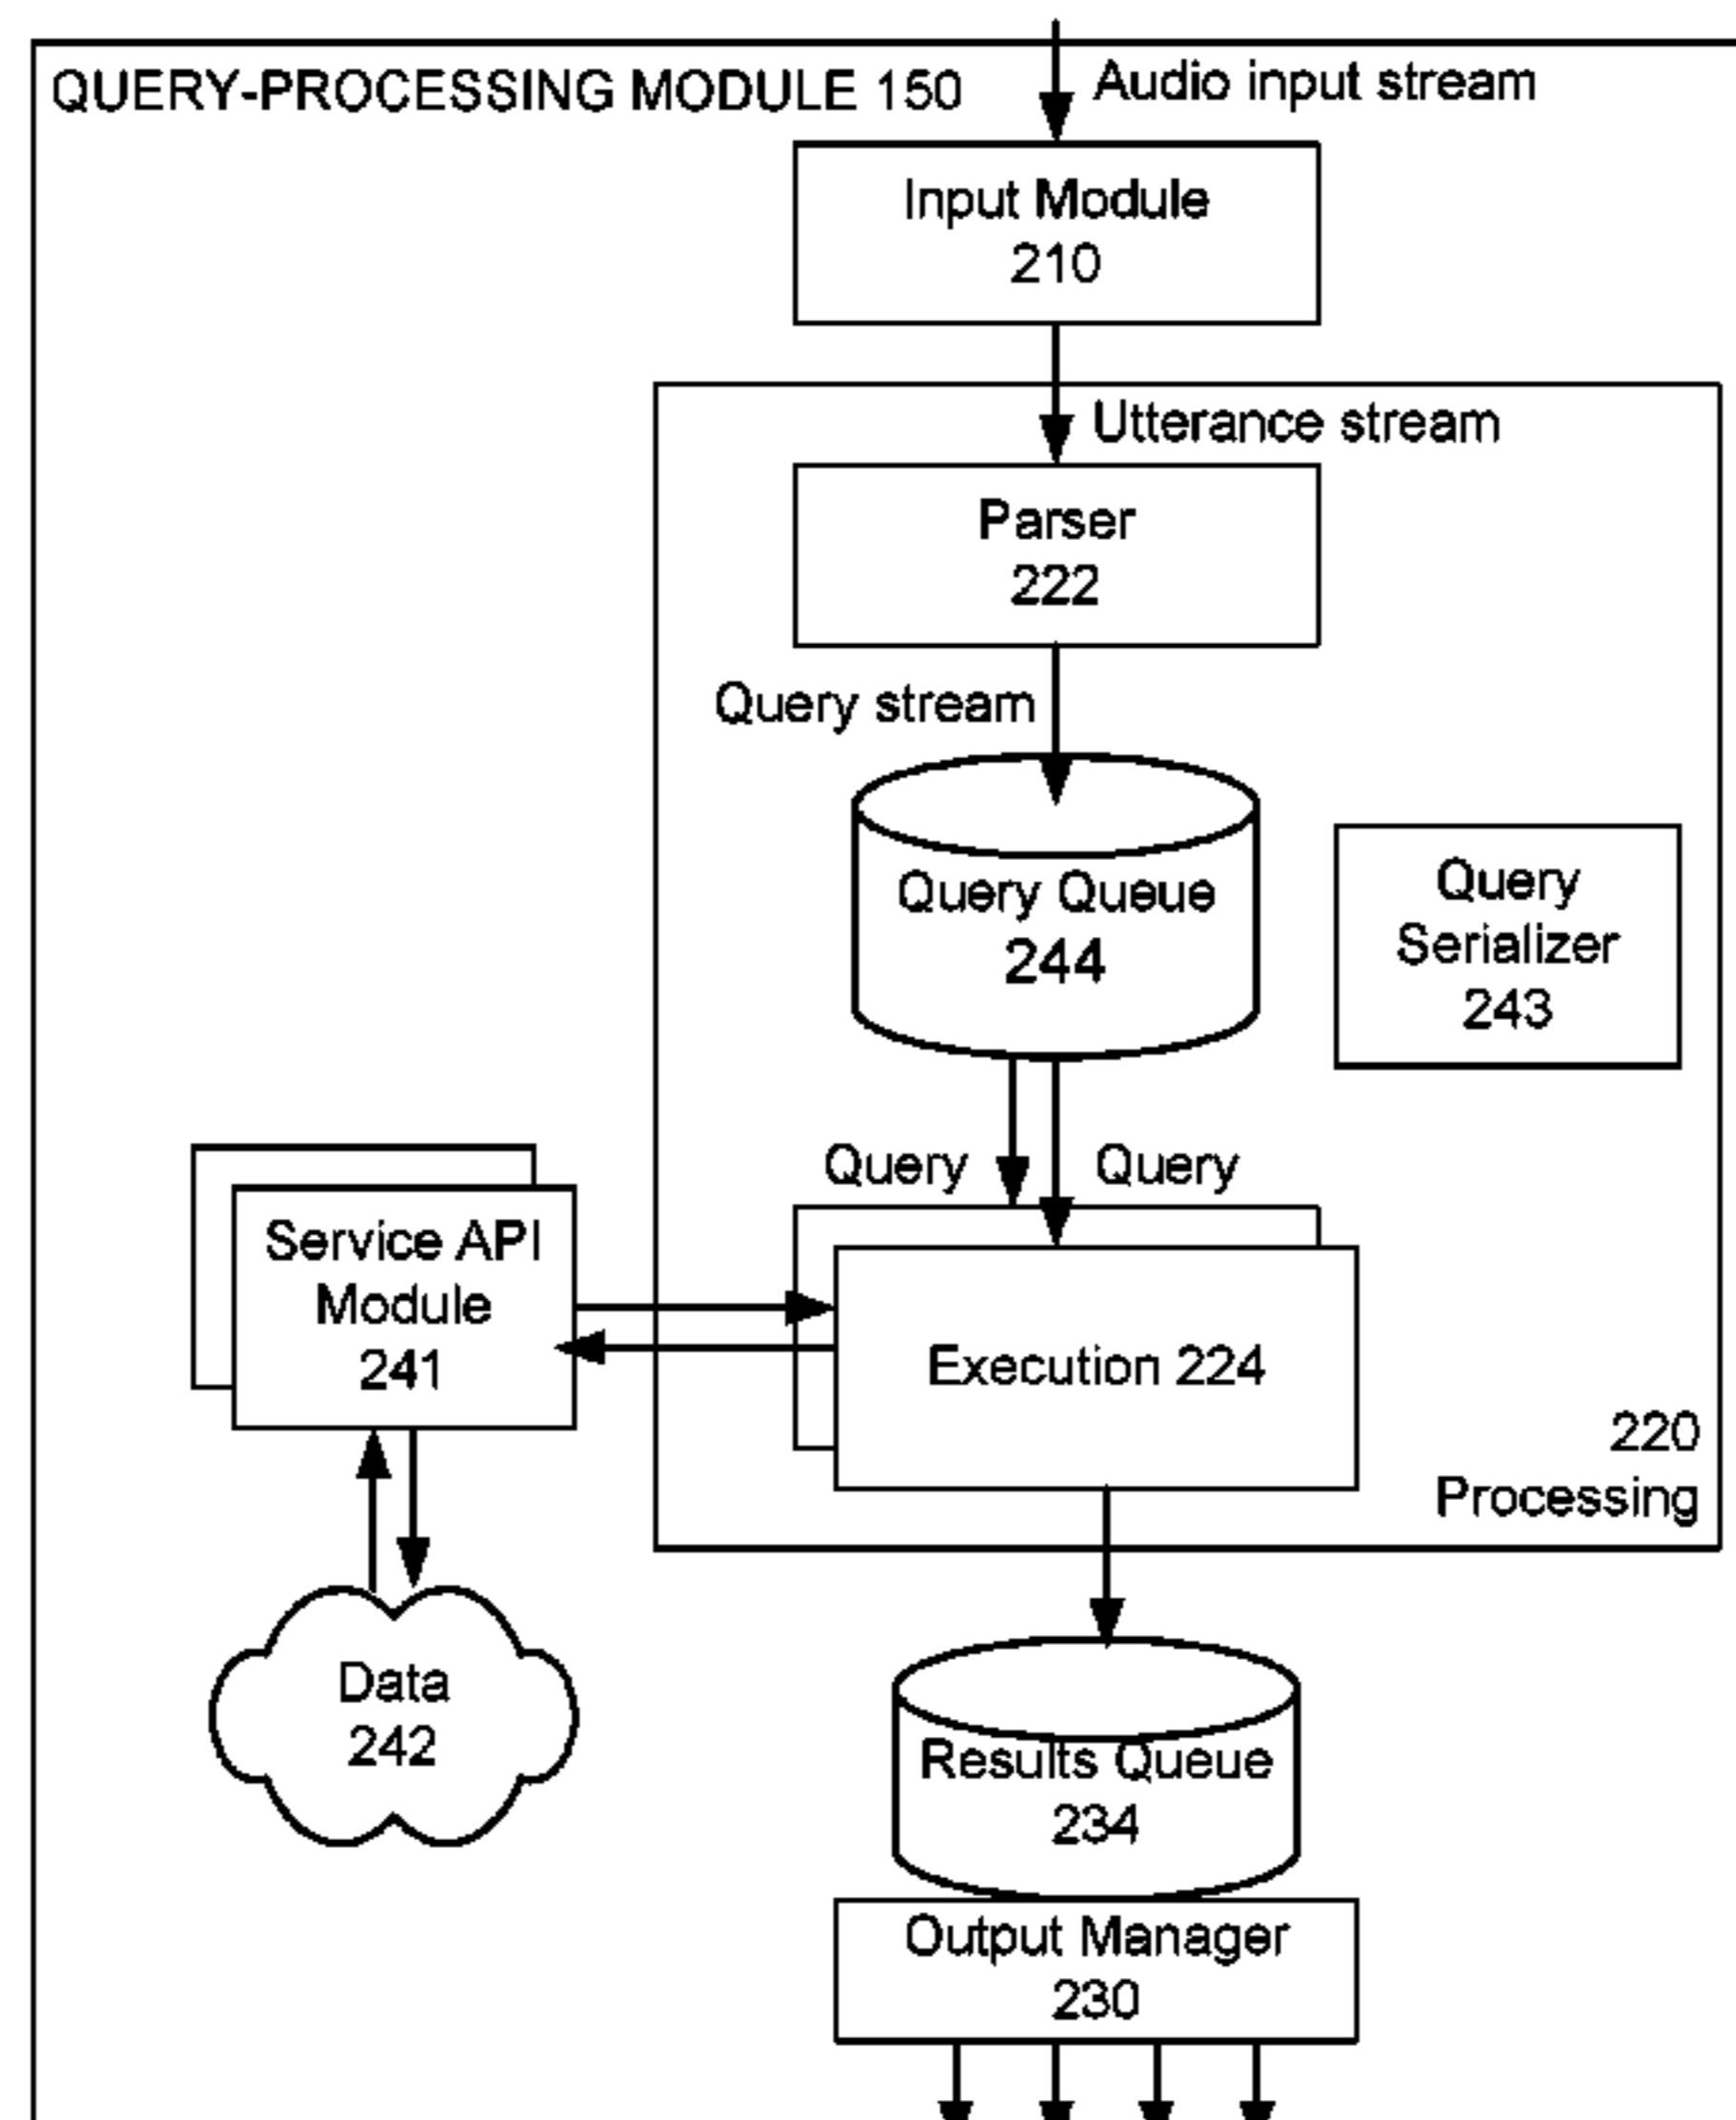 QUERY-PROCESSING MODULE 150
Audio input stream
Input Module
210
Utterance stream
Parser
222
Query stream
Query Queue
244
Query
Serializer
243
Query
Query
Service API
Module
241
Execution 224
220
Processing
Data
242
Results Queue
234
Output Manager
230